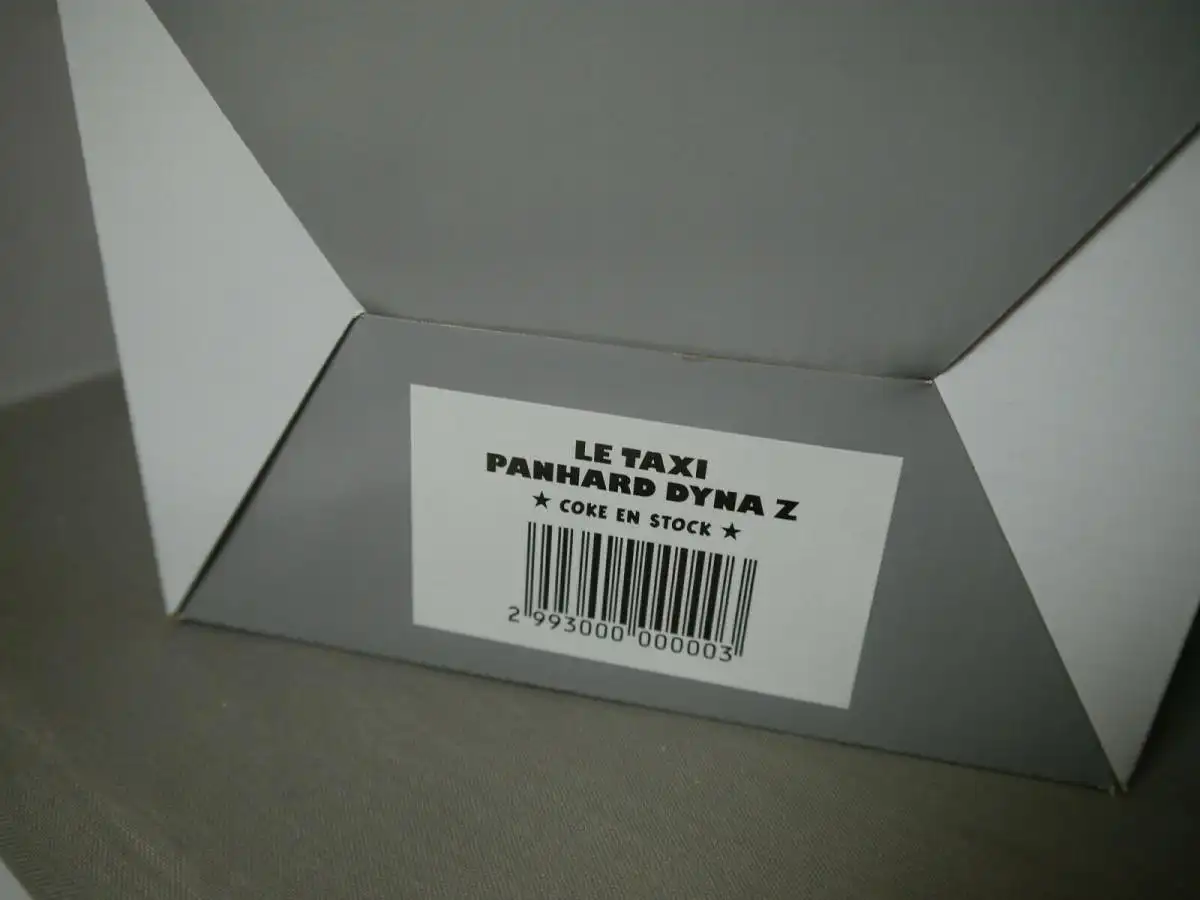 LE TAXI
PANHARD DYNA Z
★ COKE EN STOCK ★
2 993000 000003